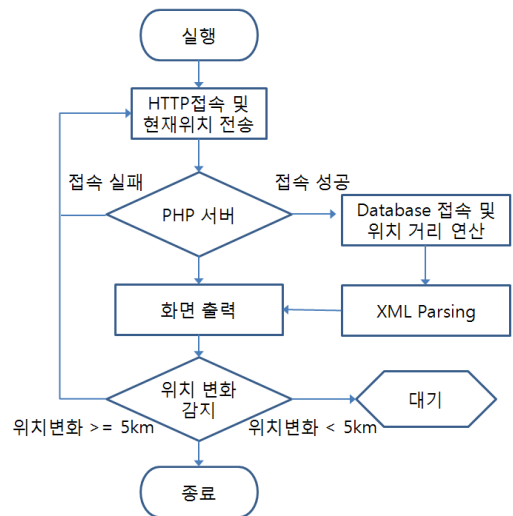 실행
HTTP접속 및
현재위치 전송
접속 실패
접속 성공
PHP 서버
Database 접속 및
위치 거리 연산
화면 출력
XML Parsing
위치 변화
감지
대기
위치변화 >= 5km
위치변화 < 5km
종료